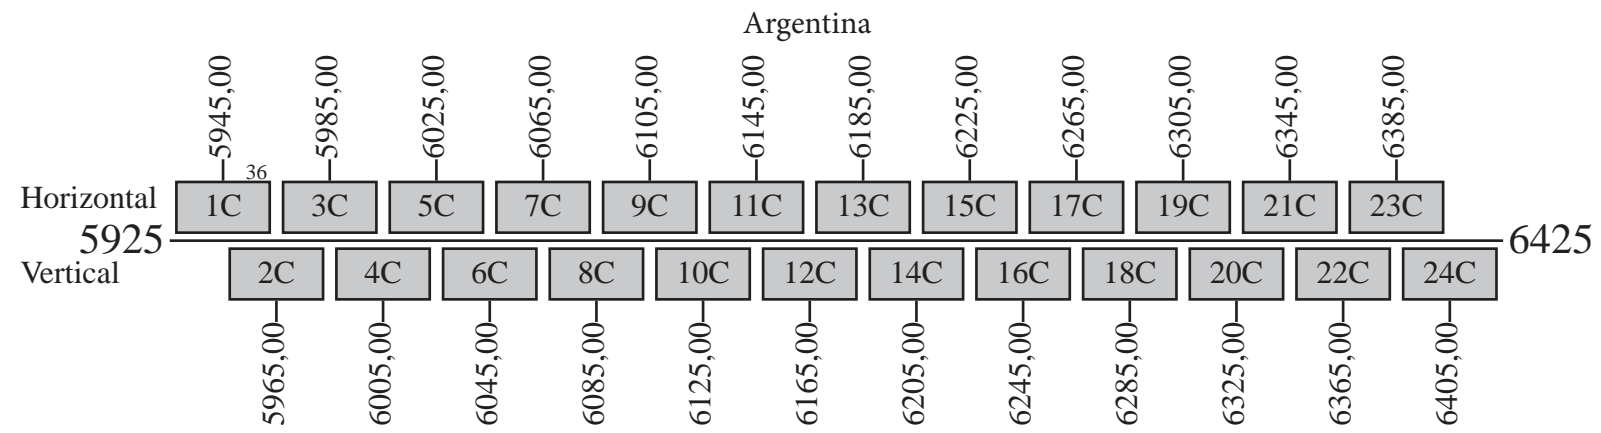 Argentina
5945,00 5985,00 6025,00 6065,00 6105,00 6145,00 6185,00 6225,00 6265,00 6305,00 6345,00 6385,00
36
Horizontal 1C 3C 5C 7C 9C 11C 13C 15C 17C 19C 21C 23C
5925 6425
Vertical 2C 4C 6C 8C 10C 12C 14C 16C 18C 20C 22C 24C
5965,00 6005,00 6045,00 6085,00 6125,00 6165,00 6205,00 6245,00 6285,00 6325,00 6365,00 6405,00